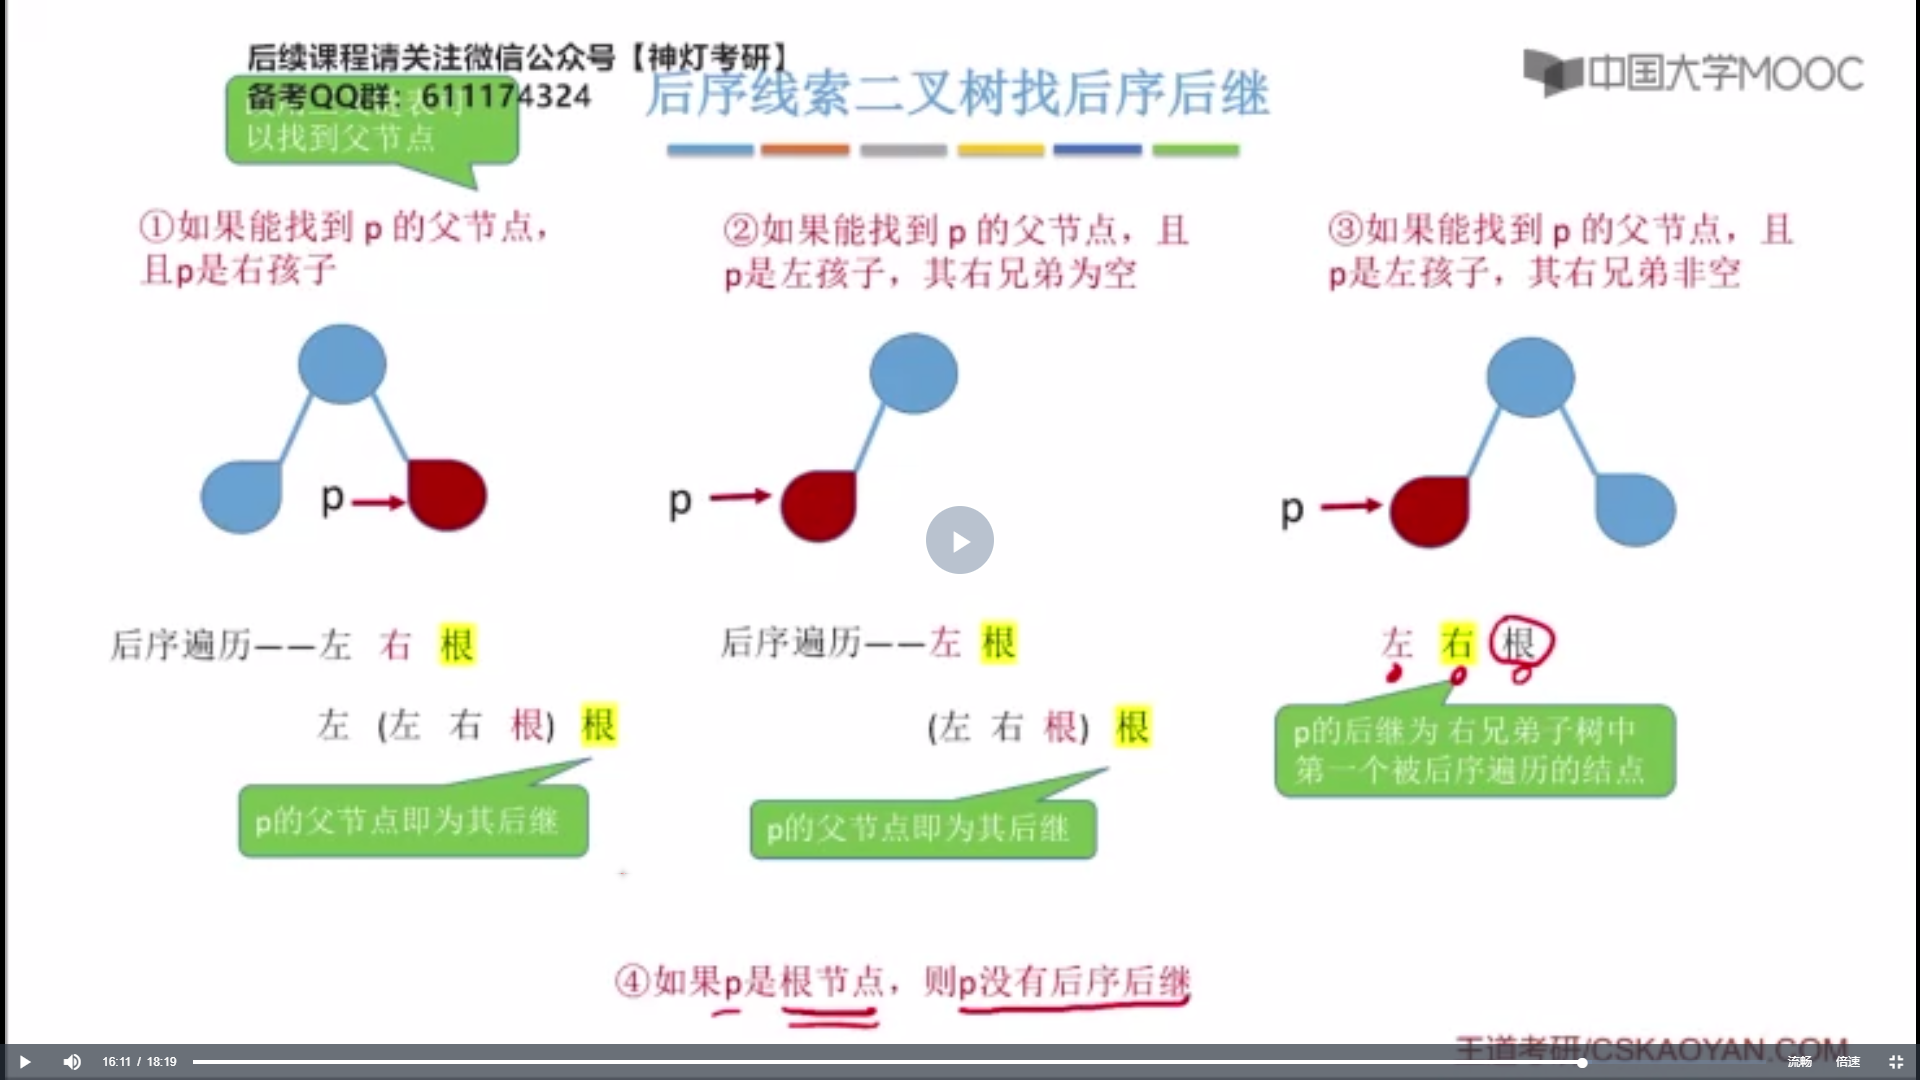 后续课程请关注微信公众号【神灯考研】
备考QQ群：611174324
以找到父节点
后序线索二叉树找后序后继
中国大学MOOC
①如果能找到 p 的父节点，
且p是右孩子
②如果能找到 p 的父节点，且
p是左孩子，其右兄弟为空
③如果能找到 p 的父节点，且
p是左孩子，其右兄弟非空
p
p
p
后序遍历——左 右 根
左 (左 右 根) 根
p的父节点即为其后继
后序遍历——左 根
(左 右 根) 根
p的父节点即为其后继
左 右 根
p的后继为 右兄弟子树中
第一个被后序遍历的结点
④如果p是根节点，则p没有后序后继
王道考研/CSKAOYAN.COM
16:11 / 18:19
流畅 倍速